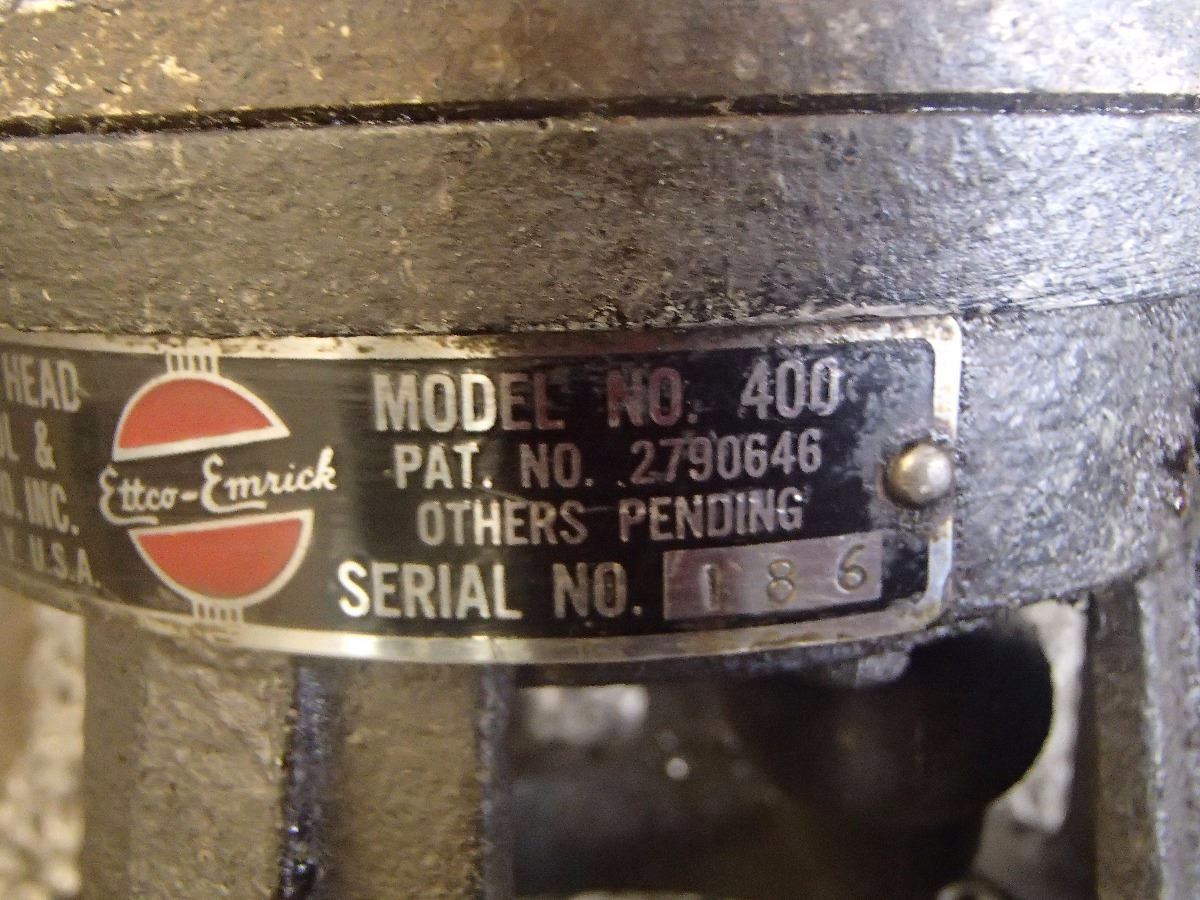 HEAD
L &
. INC.
U.S.A.
Ettco-Emrick
MODEL NO. 400
PAT. NO. 2790646
OTHERS PENDING
SERIAL NO. 186